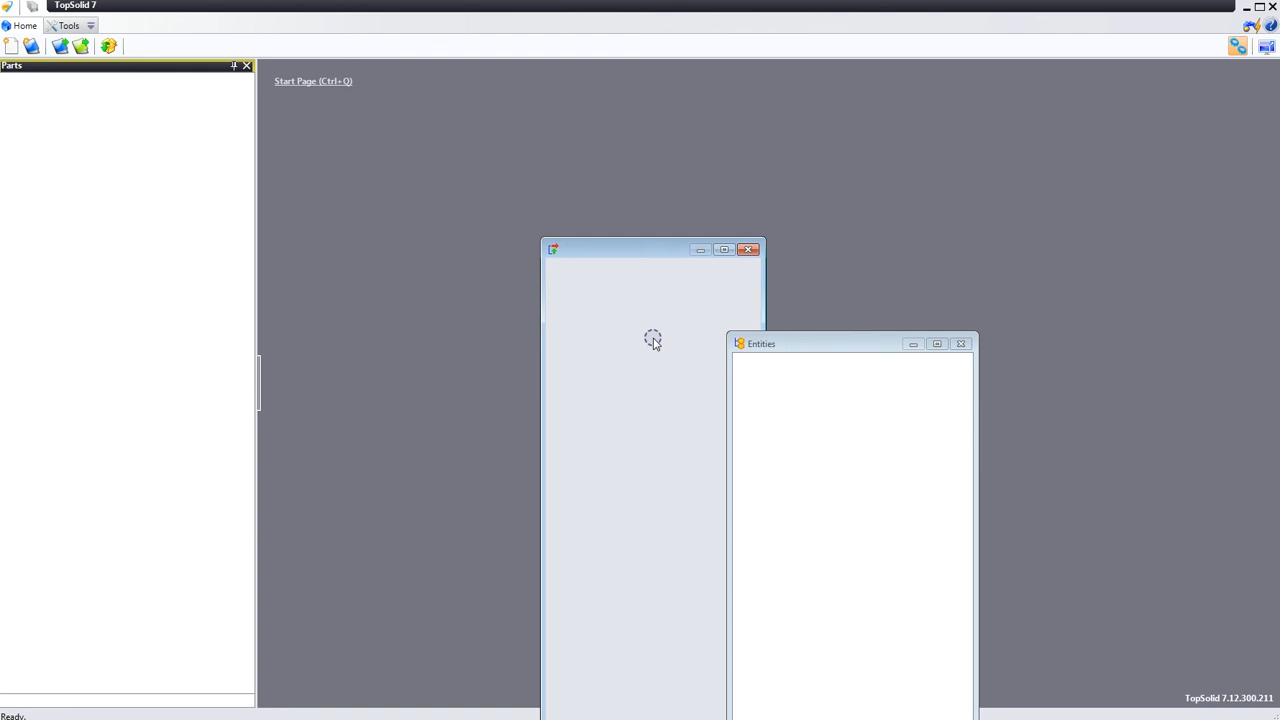 TopSolid 7
Home
Tools
Parts
Start Page (Ctrl+Q)
Entities
TopSolid 7.12.300.211
Ready.